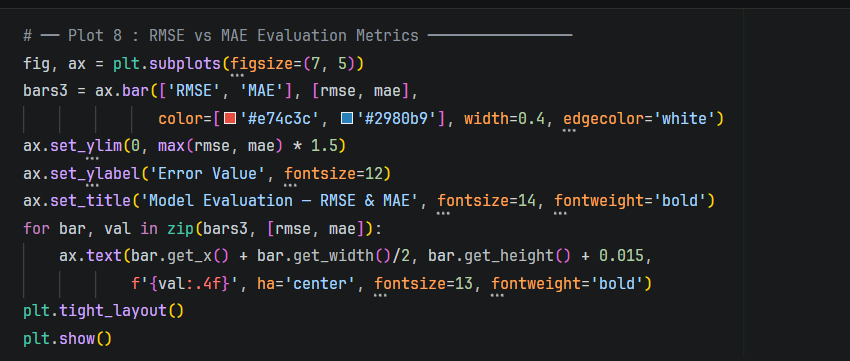 # ── Plot 8 : RMSE vs MAE Evaluation Metrics ────────────────
fig, ax = plt.subplots(figsize=(7, 5))
bars3 = ax.bar(['RMSE', 'MAE'], [rmse, mae],
               color=['#e74c3c', '#2980b9'], width=0.4, edgecolor='white')
ax.set_ylim(0, max(rmse, mae) * 1.5)
ax.set_ylabel('Error Value', fontsize=12)
ax.set_title('Model Evaluation — RMSE & MAE', fontsize=14, fontweight='bold')
for bar, val in zip(bars3, [rmse, mae]):
    ax.text(bar.get_x() + bar.get_width()/2, bar.get_height() + 0.015,
            f'{val:.4f}', ha='center', fontsize=13, fontweight='bold')
plt.tight_layout()
plt.show()